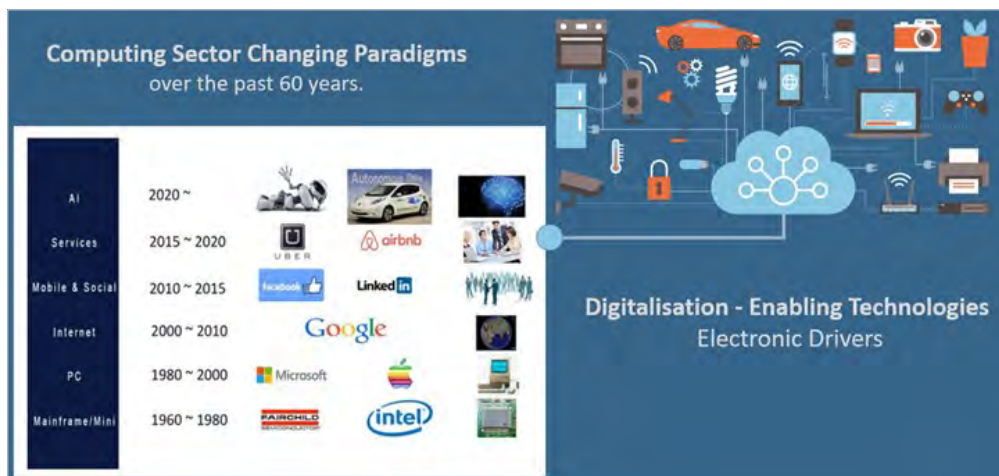 Computing Sector Changing Paradigms
over the past 60 years.
AI
2020 ~
Autonomous Drive
Services
2015 ~ 2020
UBER
airbnb
Mobile & Social
2010 ~ 2015
facebook
Linked in
Internet
2000 ~ 2010
Google
PC
1980 ~ 2000
Microsoft
Mainframe/Mini
1960 ~ 1980
FAIRCHILD
SEMICONDUCTOR
intel
Digitalisation - Enabling Technologies
Electronic Drivers